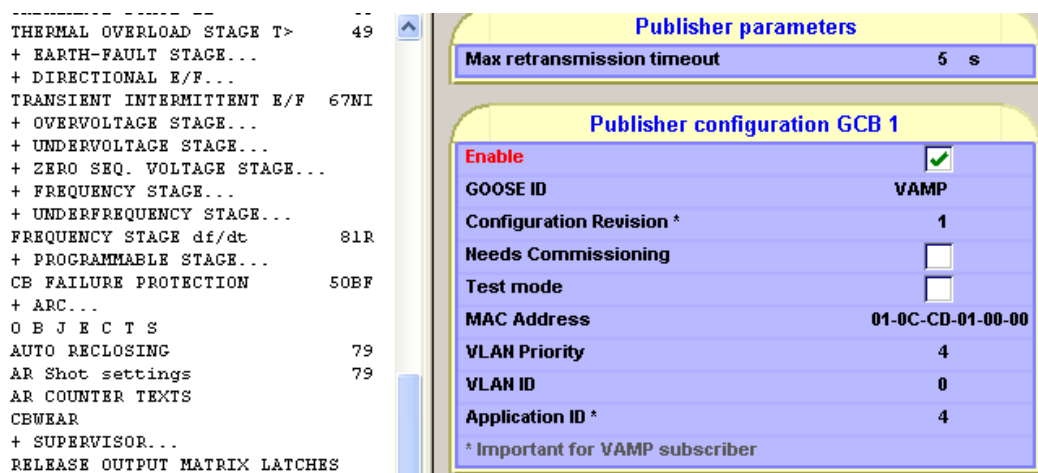 THERMAL OVERLOAD STAGE T> 49
+ EARTH-FAULT STAGE...
+ DIRECTIONAL E/F...
TRANSIENT INTERMITTENT E/F 67NI
+ OVERVOLTAGE STAGE...
+ UNDERVOLTAGE STAGE...
+ ZERO SEQ. VOLTAGE STAGE...
+ FREQUENCY STAGE...
+ UNDERFREQUENCY STAGE...
FREQUENCY STAGE df/dt 81R
+ PROGRAMMABLE STAGE...
CB FAILURE PROTECTION 50BF
+ ARC...
O B J E C T S
AUTO RECLOSING 79
AR Shot settings 79
AR COUNTER TEXTS
CBWEAR
+ SUPERVISOR...
RELEASE OUTPUT MATRIX LATCHES
Publisher parameters
Max retransmission timeout 5 s
Publisher configuration GCB 1
Enable
GOOSE ID VAMP
Configuration Revision * 1
Needs Commissioning
Test mode
MAC Address 01-0C-CD-01-00-00
VLAN Priority 4
VLAN ID 0
Application ID * 4
* Important for VAMP subscriber